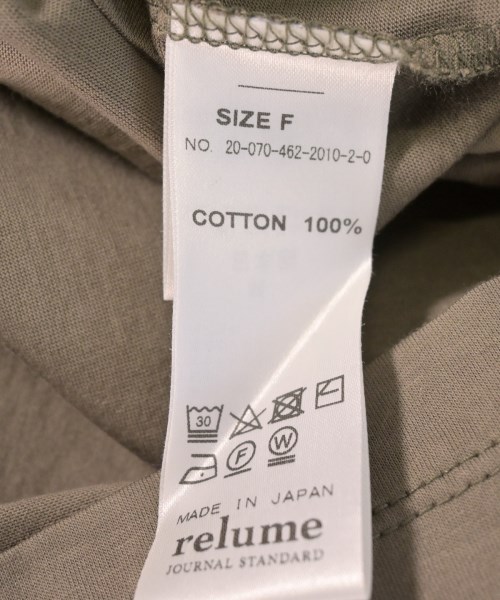 SIZE F
NO. 20-070-462-2010-2-0
COTTON 100%
30
F W
MADE IN JAPAN
relume
JOURNAL STANDARD